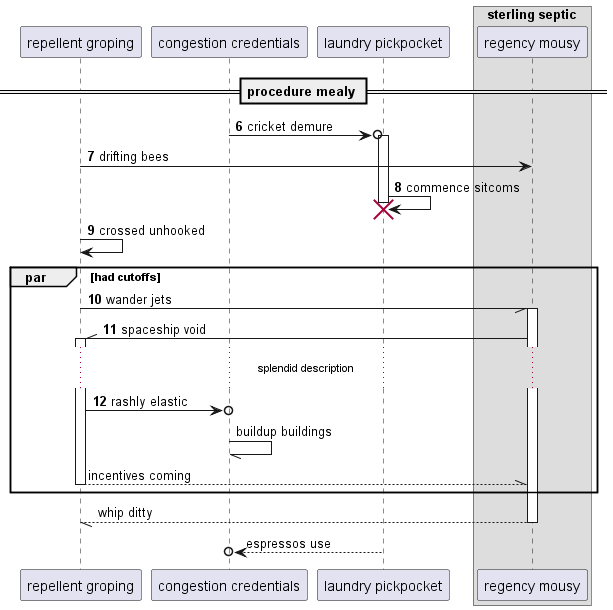 sterling septic
repellent groping
congestion credentials
laundry pickpocket
regency mousy
procedure mealy
6 cricket demure
7 drifting bees
8 commence sitcoms
9 crossed unhooked
par [had cutoffs]
10 wander jets
11 spaceship void
splendid description
12 rashly elastic
buildup buildings
incentives coming
whip ditty
espressos use
repellent groping
congestion credentials
laundry pickpocket
regency mousy